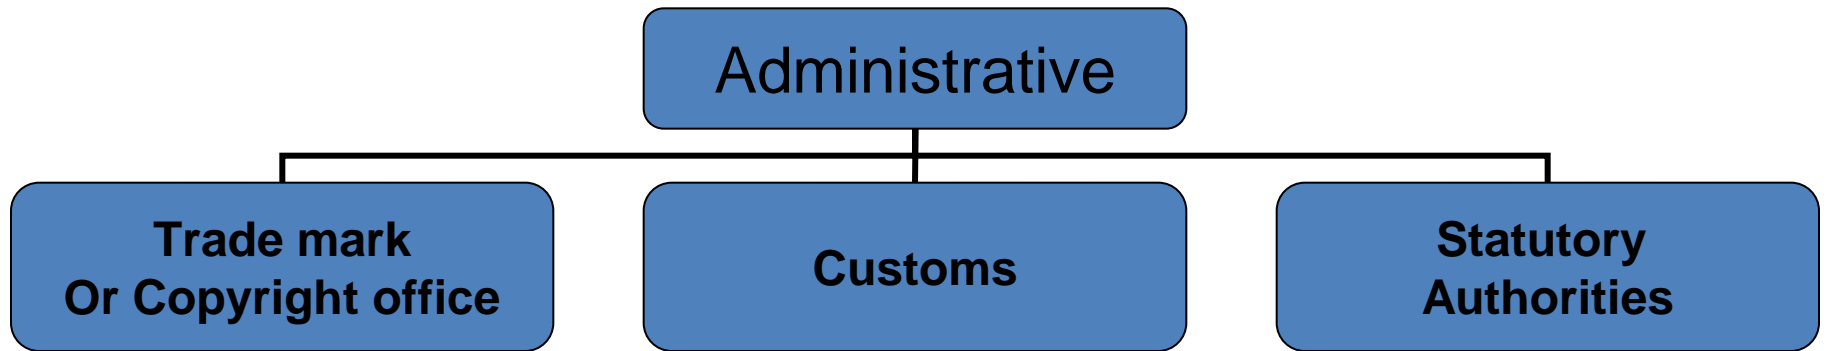 Administrative
Trade mark
Or Copyright office
Customs
Statutory
Authorities